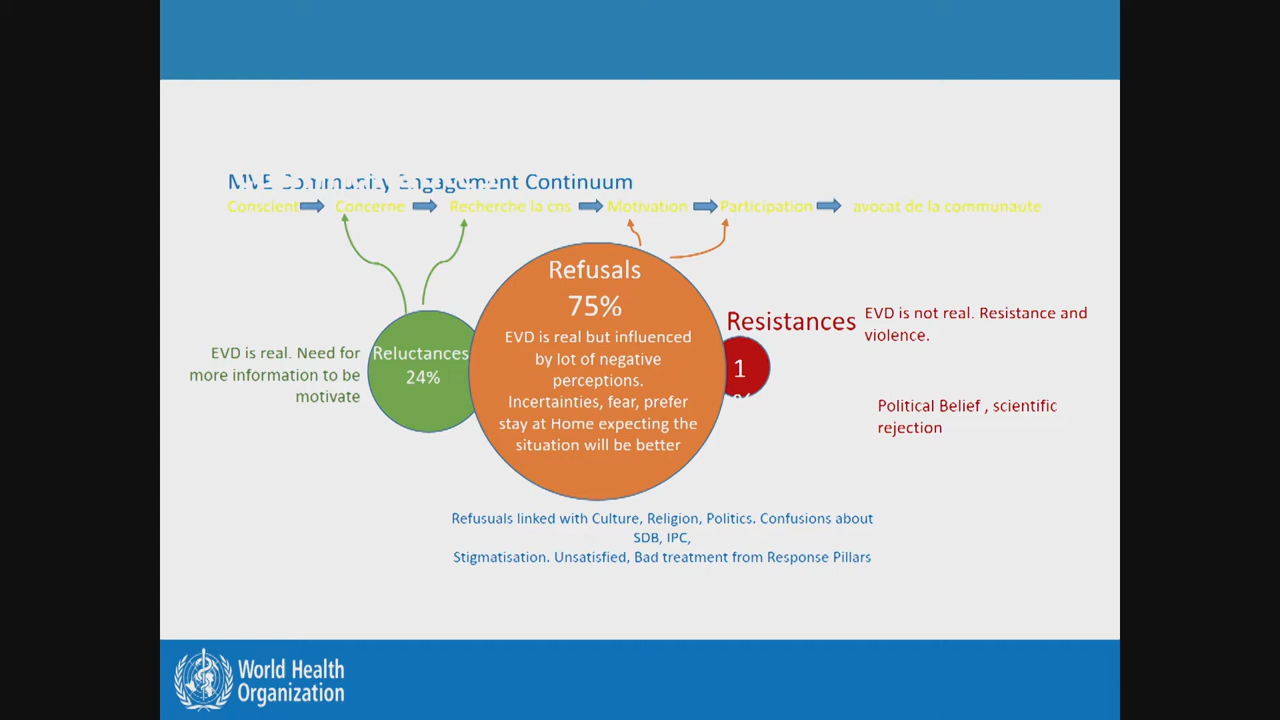 MVE Community Engagement Continuum
Conscient Concerne Recherche la cns Motivation Participation avocat de la communaute
Refusals
75%
EVD is real but influenced
by lot of negative
perceptions.
Incertainties, fear, prefer
stay at Home expecting the
situation will be better
Reluctances
24%
EVD is real. Need for
more information to be
motivate
Resistances
1
EVD is not real. Resistance and
violence.
Political Belief , scientific
rejection
Refusuals linked with Culture, Religion, Politics. Confusions about
SDB, IPC,
Stigmatisation. Unsatisfied, Bad treatment from Response Pillars
World Health
Organization